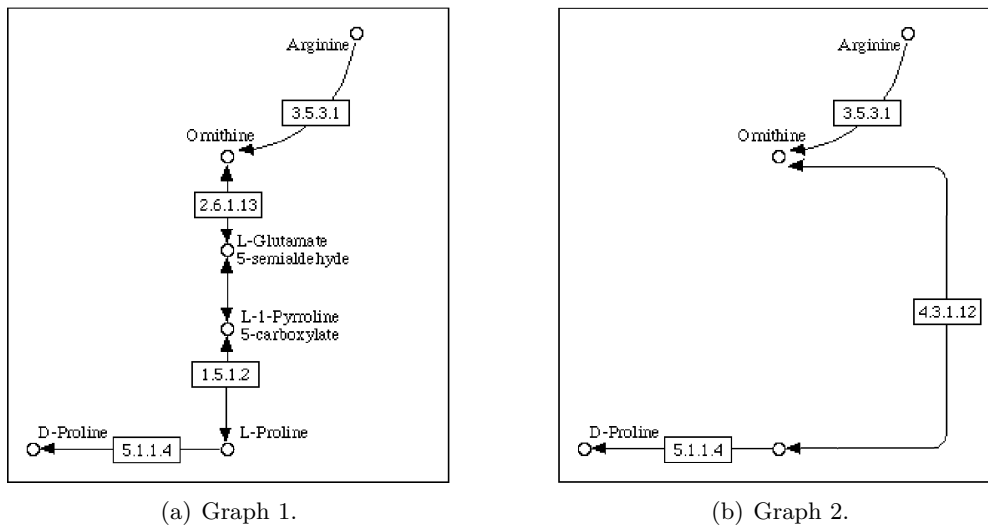 Arginine
3.5.3.1
Ornithine
2.6.1.13
L-Glutamate
5-semialdehyde
L-1-Pyrroline
5-carboxylate
1.5.1.2
D-Proline
L-Proline
5.1.1.4
(a) Graph 1.
Arginine
3.5.3.1
Ornithine
4.3.1.12
D-Proline
5.1.1.4
(b) Graph 2.